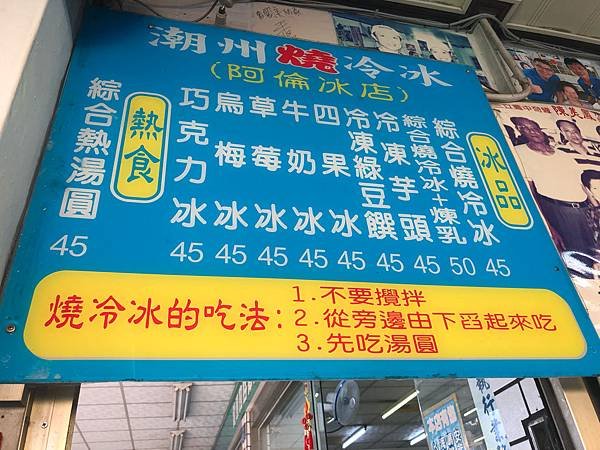 潮州燒冷冰
(阿倫冰店)
冰品
綜合燒冷冰 45
綜合燒冷冰+煉乳 50
冷凍芋頭 45
冷凍綠豆饌 45
四果冰 45
牛奶冰 45
草莓冰 45
烏梅冰 45
巧克力冰 45
熱食
綜合熱湯圓 45
燒冷冰的吃法:
1.不要攪拌
2.從旁邊由下舀起來吃
3.先吃湯圓